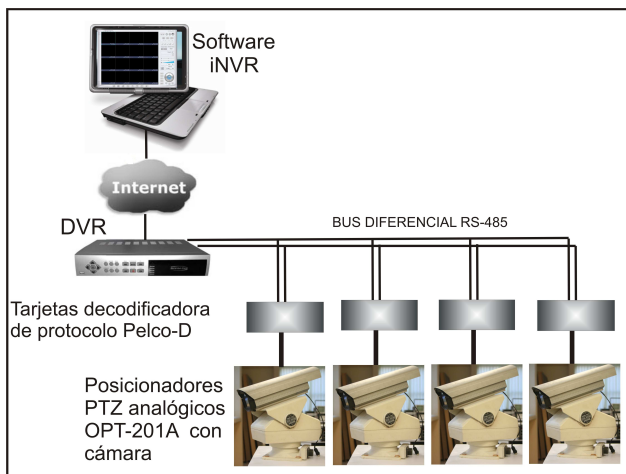 Software
iNVR
Internet
DVR
BUS DIFERENCIAL RS-485
Tarjetas decodificadora
de protocolo Pelco-D
Posicionadores
PTZ analógicos
OPT-201A con
cámara